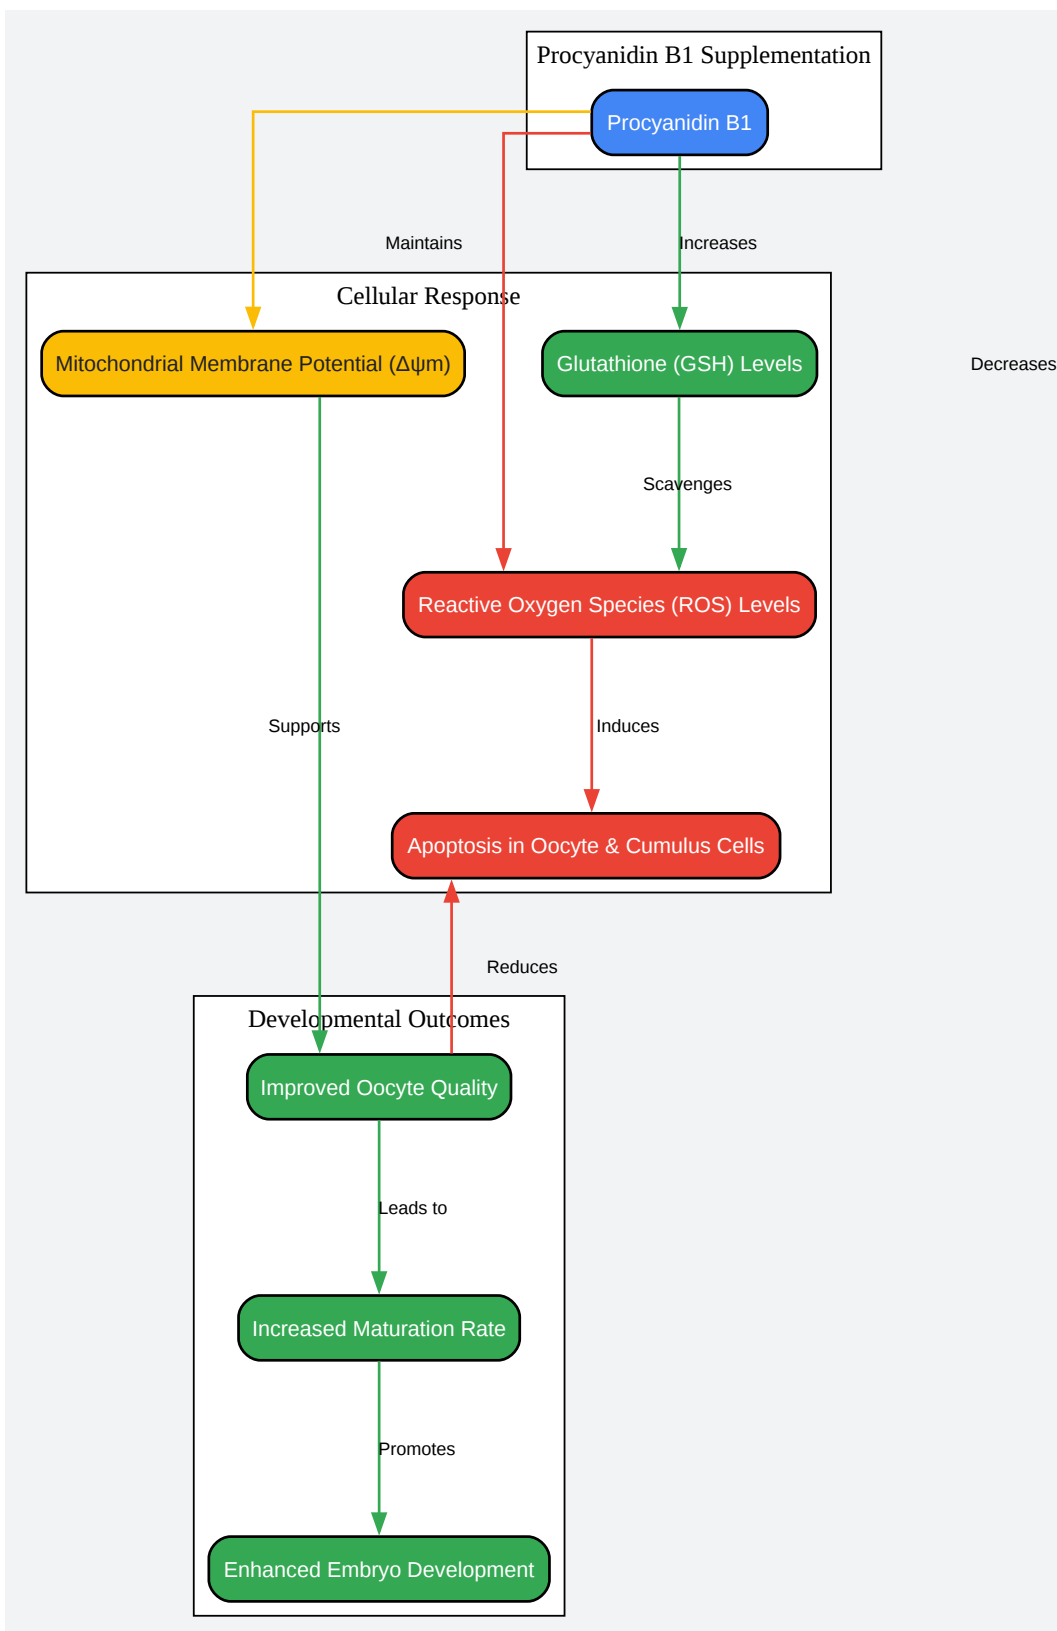 Procyanidin B1 Supplementation
Procyanidin B1
Maintains
Increases
Cellular Response
Mitochondrial Membrane Potential (Δψm)
Glutathione (GSH) Levels
Decreases
Scavenges
Reactive Oxygen Species (ROS) Levels
Supports
Induces
Apoptosis in Oocyte & Cumulus Cells
Reduces
Developmental Outcomes
Improved Oocyte Quality
Leads to
Increased Maturation Rate
Promotes
Enhanced Embryo Development